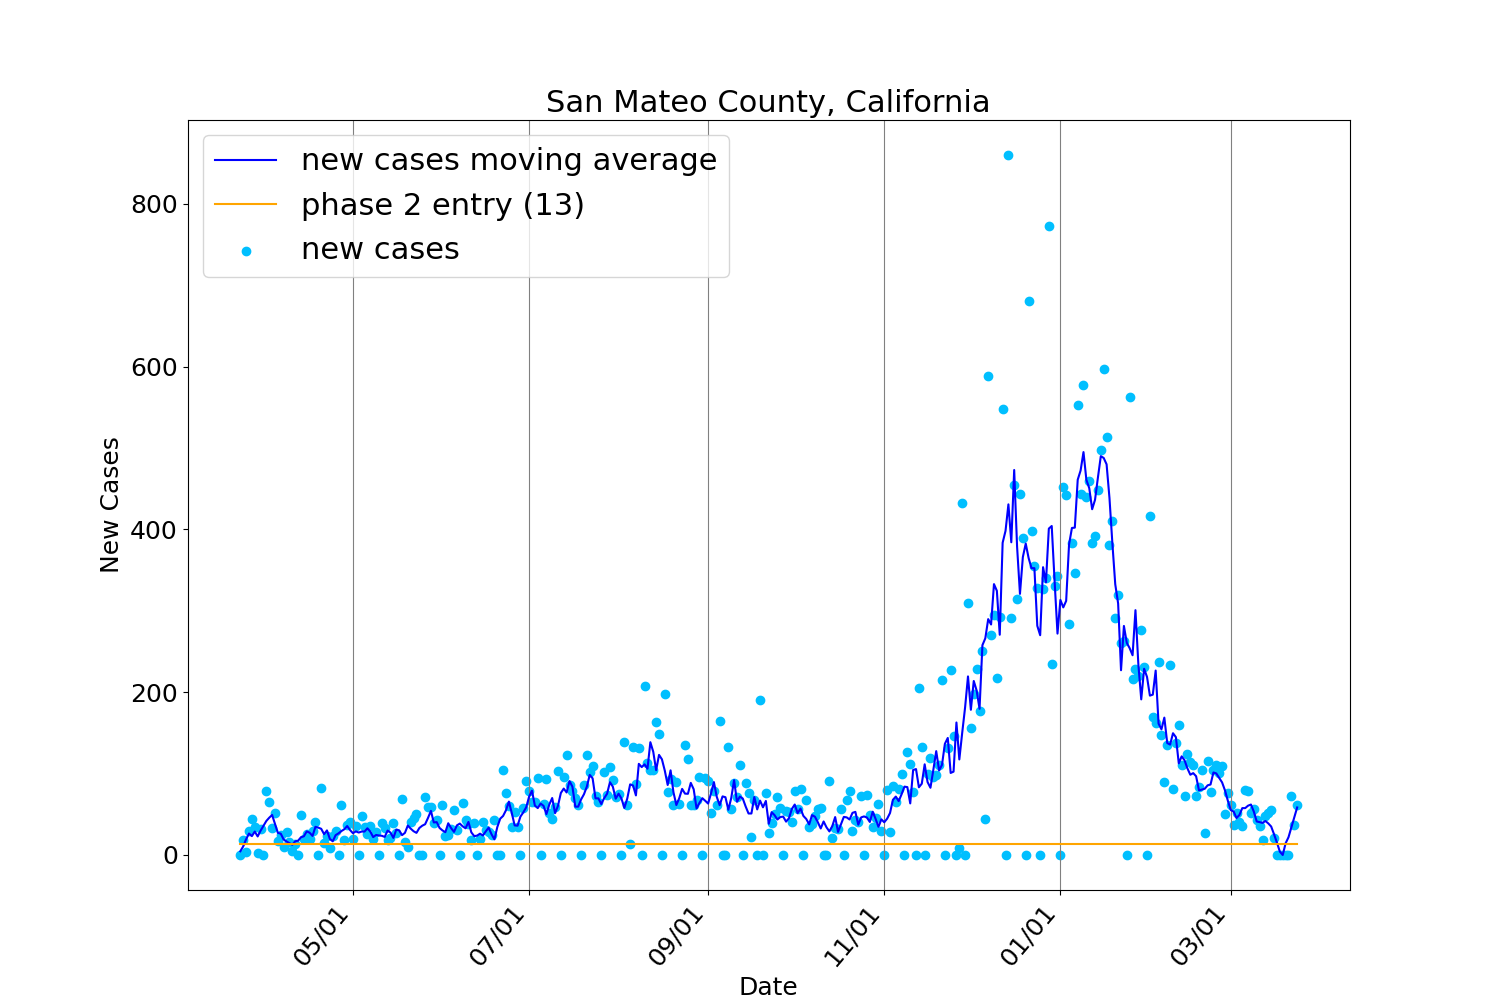 San Mateo County, California
new cases moving average
phase 2 entry (13)
new cases
800
600
400
200
0
New Cases
05/01
07/01
09/01
11/01
01/01
03/01
Date